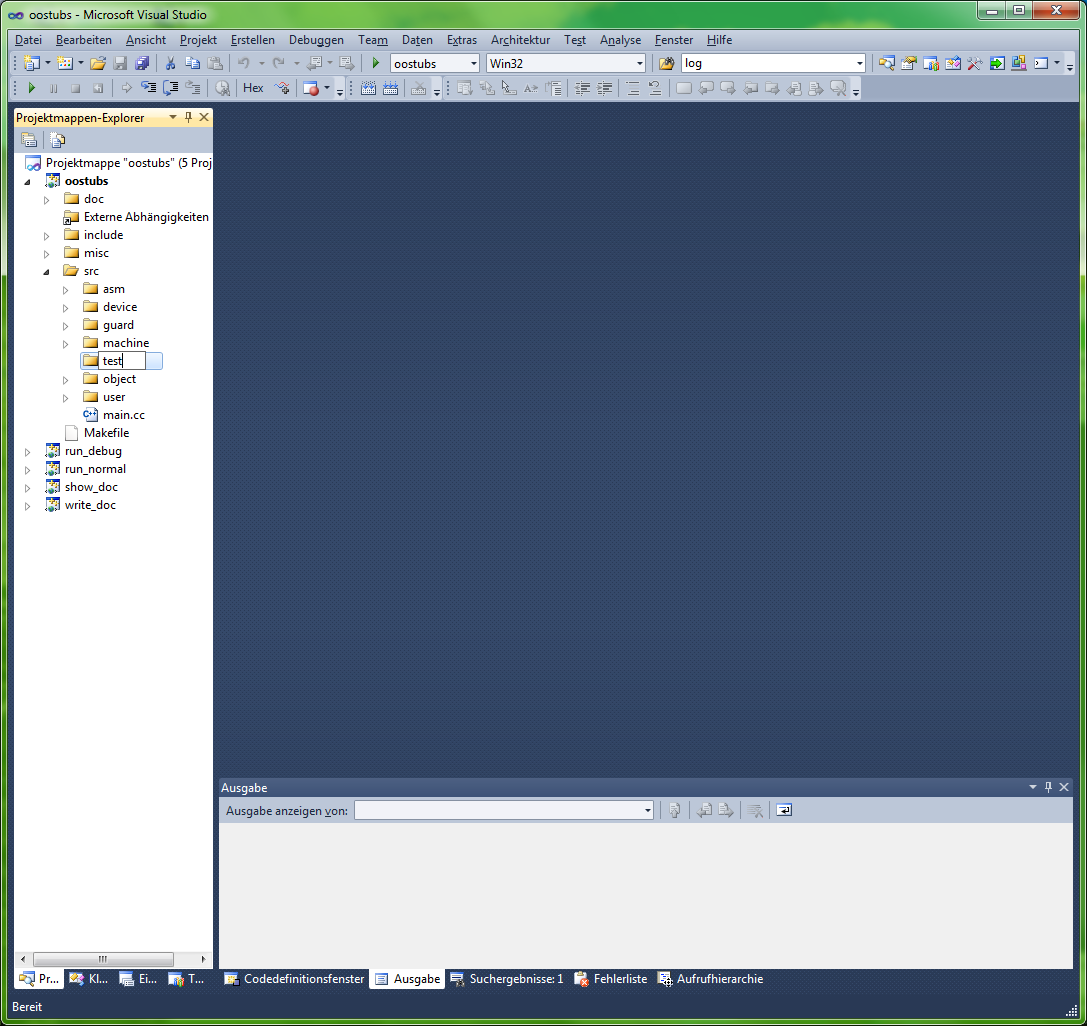 oostubs - Microsoft Visual Studio
Datei Bearbeiten Ansicht Projekt Erstellen Debuggen Team Daten Extras Architektur Test Analyse Fenster Hilfe
oostubs Win32 log
Hex
Projektmappen-Explorer
Projektmappe "oostubs" (5 Proj
oostubs
doc
Externe Abhängigkeiten
include
misc
src
asm
device
guard
machine
test
object
user
main.cc
Makefile
run_debug
run_normal
show_doc
write_doc
Ausgabe
Ausgabe anzeigen von:
Pr... Kl... Ei... T... Codedefinitionsfenster Ausgabe Suchergebnisse: 1 Fehlerliste Aufrufhierarchie
Bereit